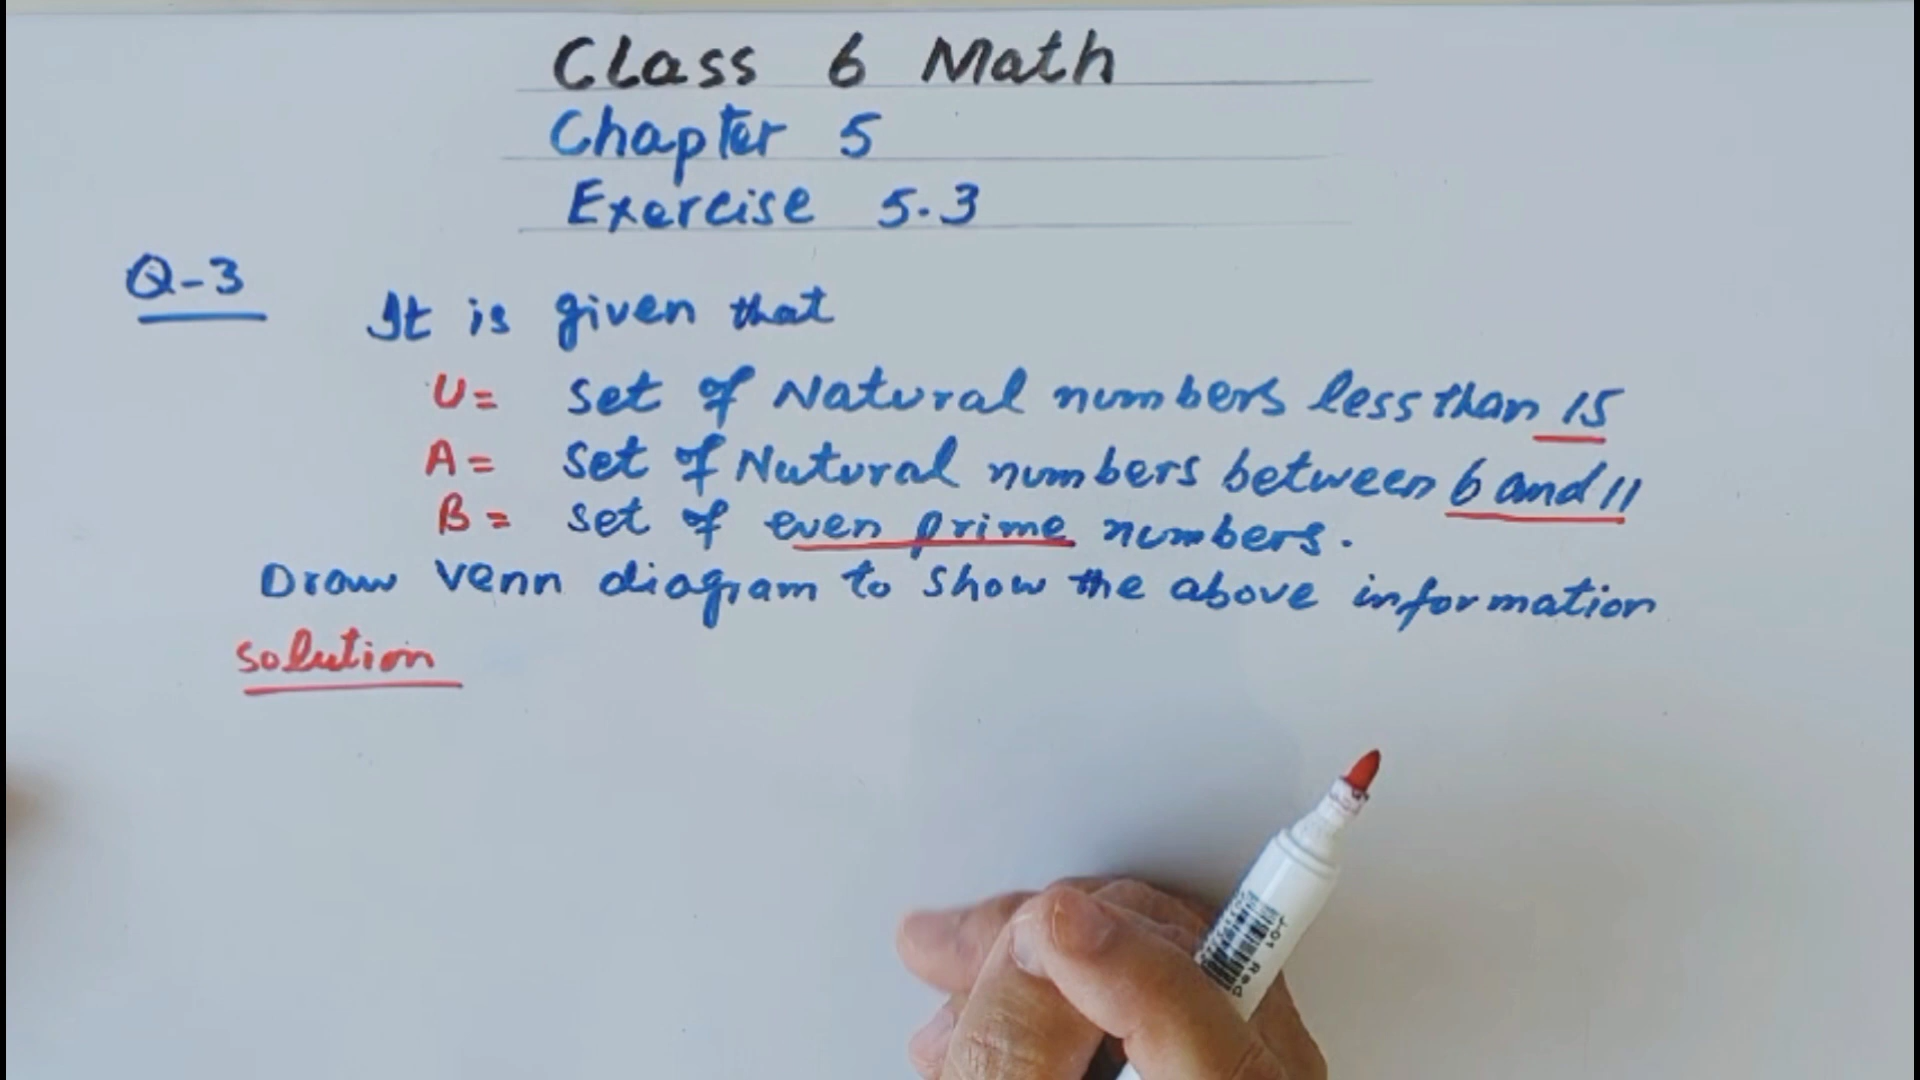 Class 6 Math
Chapter 5
Exercise 5.3
Q-3
It is given that
U= set of Natural numbers less than 15
A= set of Nutural numbers between 6 and 11
B= set of even prime numbers.
Draw venn diagram to show the above information
solution